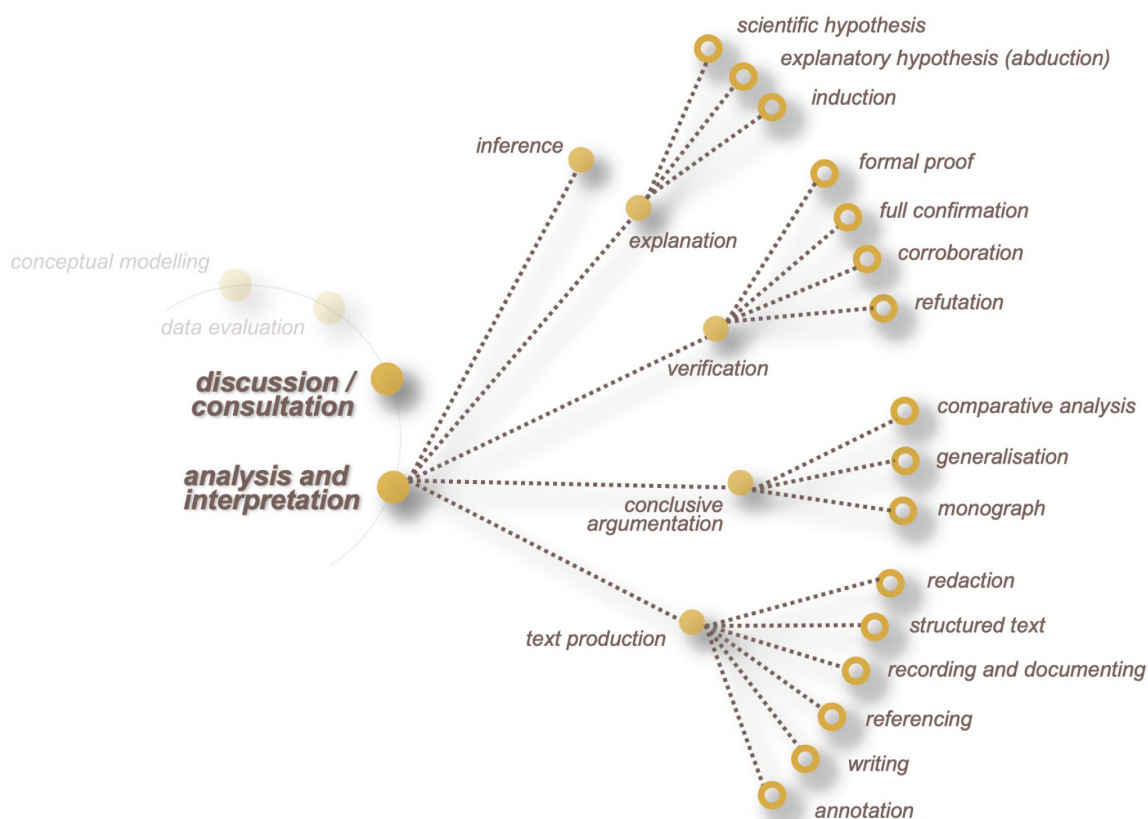 scientific hypothesis
explanatory hypothesis (abduction)
induction
inference
explanation
formal proof
full confirmation
corroboration
refutation
verification
conceptual modelling
data evaluation
discussion /
consultation
analysis and
interpretation
comparative analysis
generalisation
monograph
conclusive
argumentation
redaction
structured text
recording and documenting
referencing
writing
annotation
text production